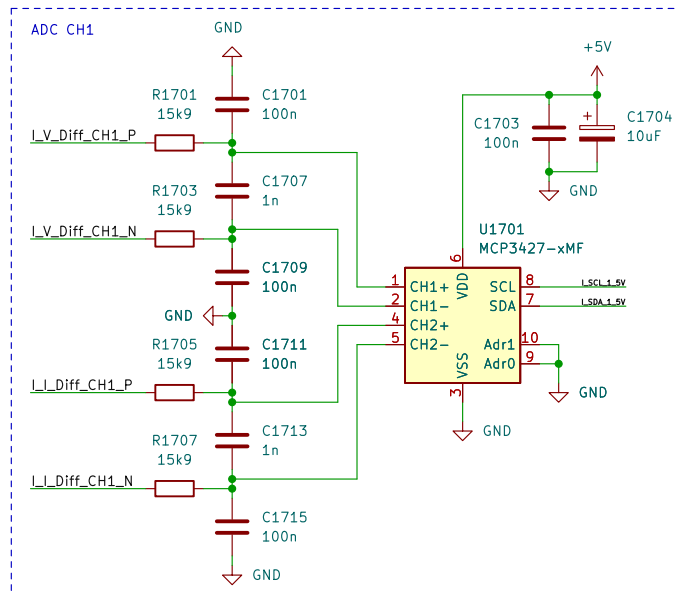 ADC CH1
GND
+5V
R1701
15k9
C1701
100n
C1703
100n
+
C1704
10uF
I_V_Diff_CH1_P
GND
R1703
15k9
C1707
1n
I_V_Diff_CH1_N
U1701
MCP3427-xMF
C1709
100n
6
VDD
1
CH1+
SCL
8
I_SCL_1_5V
2
CH1-
SDA
7
I_SDA_1_5V
GND
4
CH2+
R1705
15k9
C1711
100n
5
CH2-
Adr1
10
Adr0
9
VSS
3
I_I_Diff_CH1_P
GND
R1707
15k9
C1713
1n
GND
I_I_Diff_CH1_N
C1715
100n
GND